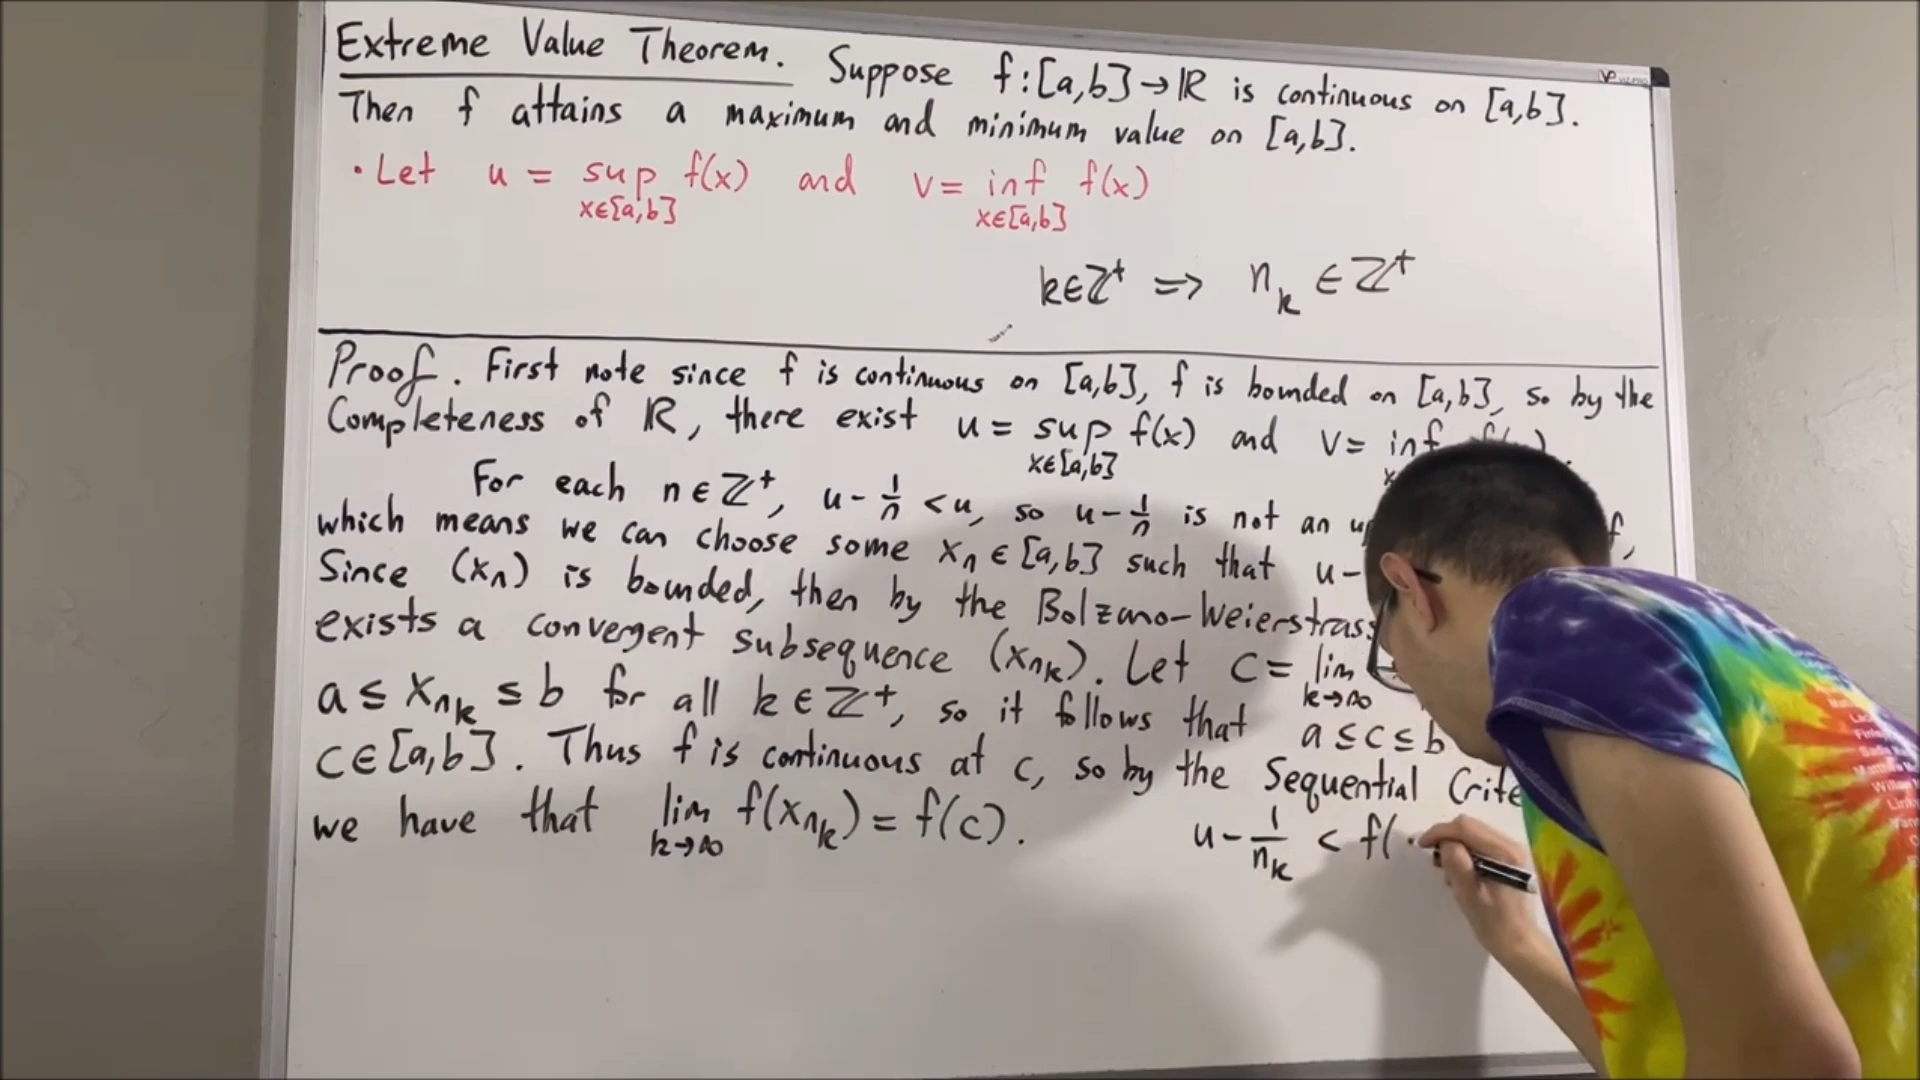 Extreme Value Theorem. Suppose f:[a,b]→ℝ is continuous on [a,b].
Then f attains a maximum and minimum value on [a,b].
• Let u = sup f(x) and v = inf f(x)
x∈[a,b] x∈[a,b]
k∈ℤ⁺ ⇒ n_k ∈ ℤ⁺
Proof. First note since f is continuous on [a,b], f is bounded on [a,b], so by the
Completeness of ℝ, there exist u = sup f(x) and v = inf
x∈[a,b]
For each n∈ℤ⁺, u - 1/n < u, so u - 1/n is not an
which means we can choose some x_n ∈ [a,b] such that u -
Since (x_n) is bounded, then by the Bolzano-Weierstrass
exists a convergent subsequence (x_{n_k}). Let c = lim
k→∞
a ≤ x_{n_k} ≤ b for all k∈ℤ⁺, so it follows that a ≤ c ≤ b
c∈[a,b]. Thus f is continuous at c, so by the Sequential
we have that lim f(x_{n_k}) = f(c). u - 1/n_k < f(
k→∞